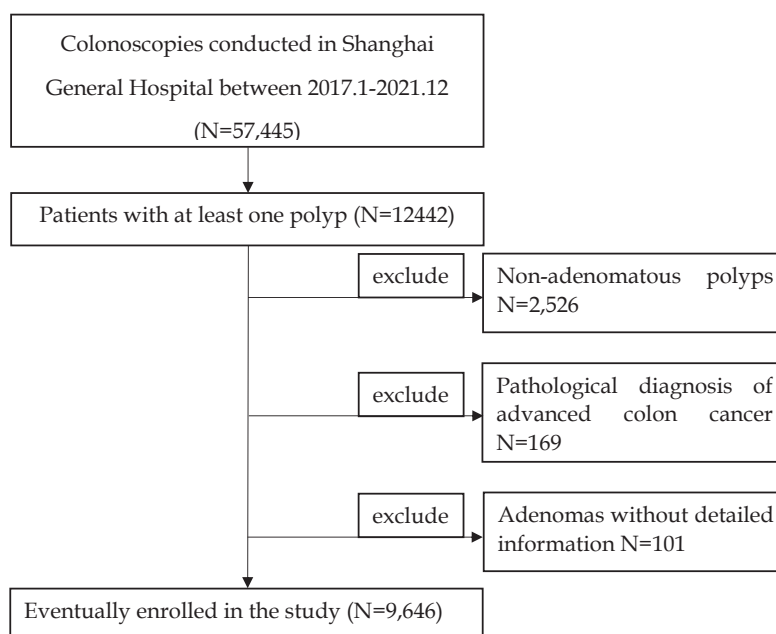 Colonoscopies conducted in Shanghai
General Hospital between 2017.1-2021.12
(N=57,445)
Patients with at least one polyp (N=12442)
exclude
Non-adenomatous polyps
N=2,526
exclude
Pathological diagnosis of
advanced colon cancer
N=169
exclude
Adenomas without detailed
information N=101
Eventually enrolled in the study (N=9,646)